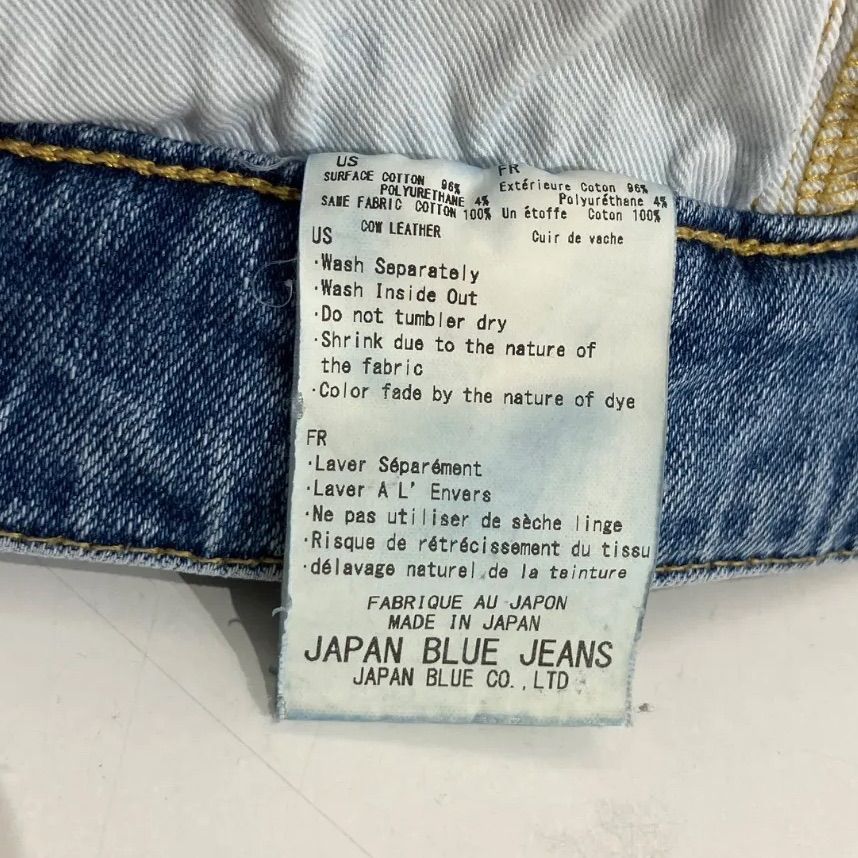 US FR
SURFACE COTTON 96% Extérieure Coton 96%
POLYURETHANE 4% Polyuréthane 4%
SAME FABRIC COTTON 100% Un étoffe Coton 100%
COW LEATHER Cuir de vache
US
·Wash Separately
·Wash Inside Out
·Do not tumbler dry
·Shrink due to the nature of
the fabric
·Color fade by the nature of dye
FR
·Laver Séparément
·Laver A L' Envers
·Ne pas utiliser de sèche linge
·Risque de rétrécissement du tissu
·délavage naturel de la teinture
FABRIQUE AU JAPON
MADE IN JAPAN
JAPAN BLUE JEANS
JAPAN BLUE CO.,LTD